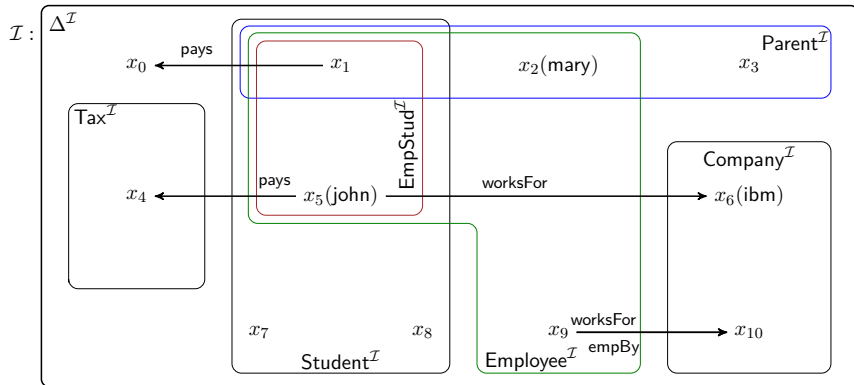 𝓘 : Δ^𝓘
pays Parent^𝓘
x₀ x₁ x₂(mary) x₃
Tax^𝓘 EmpStud^𝓘 Company^𝓘
pays worksFor
x₄ x₅(john) x₆(ibm)
x₇ x₈ x₉ worksFor x₁₀
empBy
Student^𝓘 Employee^𝓘